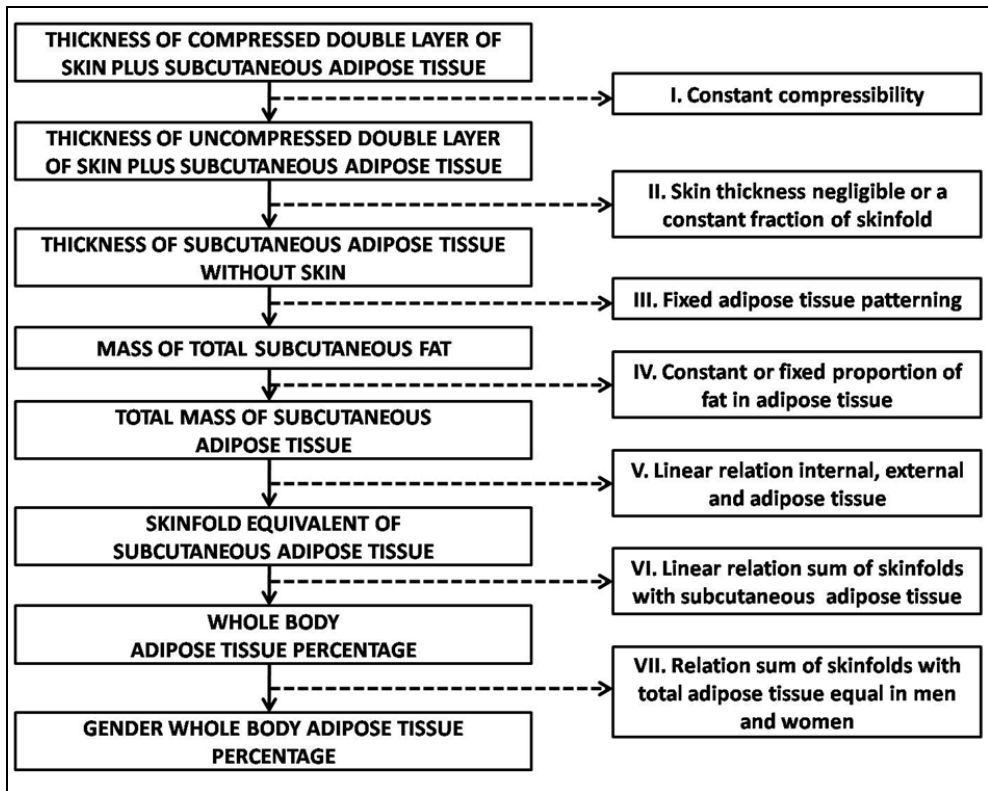 THICKNESS OF COMPRESSED DOUBLE LAYER OF
SKIN PLUS SUBCUTANEOUS ADIPOSE TISSUE
I. Constant compressibility
THICKNESS OF UNCOMPRESSED DOUBLE LAYER
OF SKIN PLUS SUBCUTANEOUS ADIPOSE TISSUE
II. Skin thickness negligible or a
constant fraction of skinfold
THICKNESS OF SUBCUTANEOUS ADIPOSE TISSUE
WITHOUT SKIN
III. Fixed adipose tissue patterning
MASS OF TOTAL SUBCUTANEOUS FAT
IV. Constant or fixed proportion of
fat in adipose tissue
TOTAL MASS OF SUBCUTANEOUS
ADIPOSE TISSUE
V. Linear relation internal, external
and adipose tissue
SKINFOLD EQUIVALENT OF
SUBCUTANEOUS ADIPOSE TISSUE
VI. Linear relation sum of skinfolds
with subcutaneous adipose tissue
WHOLE BODY
ADIPOSE TISSUE PERCENTAGE
VII. Relation sum of skinfolds with
total adipose tissue equal in men
and women
GENDER WHOLE BODY ADIPOSE TISSUE
PERCENTAGE